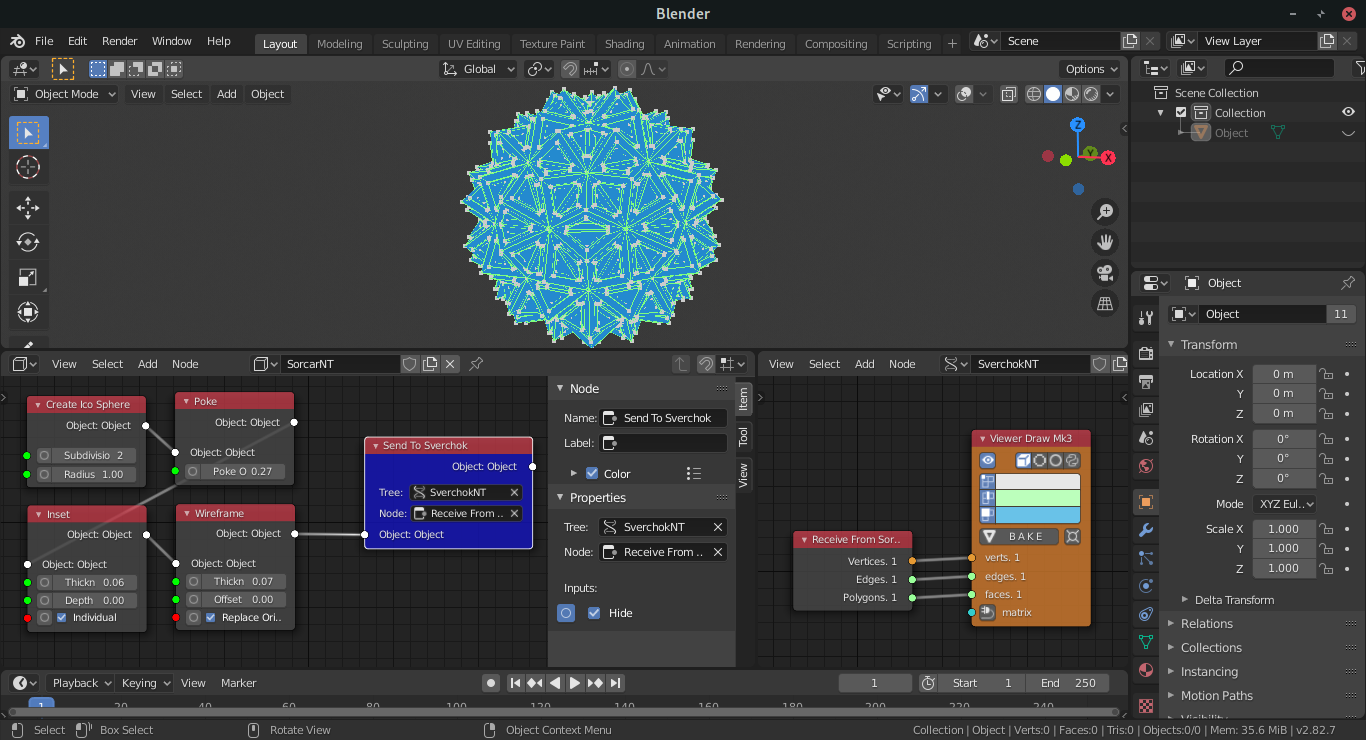 Blender
File Edit Render Window Help Layout Modeling Sculpting UV Editing Texture Paint Shading Animation Rendering Compositing Scripting + Scene View Layer
Global Options
Object Mode View Select Add Object
Z
Y
X
Scene Collection
Collection
Object
Object
Object 11
Transform
Location X 0 m
Y 0 m
Z 0 m
Rotation X 0°
Y 0°
Z 0°
Mode XYZ Eul..
Scale X 1.000
Y 1.000
Z 1.000
Delta Transform
Relations
Collections
Instancing
Motion Paths
Visibility
View Select Add Node SorcarNT
Create Ico Sphere
Object: Object
Subdivisio 2
Radius 1.00
Poke
Object: Object
Object: Object
Poke O 0.27
Inset
Object: Object
Object: Object
Thickn 0.06
Depth 0.00
Individual
Wireframe
Object: Object
Object: Object
Thickn 0.07
Offset 0.00
Replace Ori..
Send To Sverchok
Object: Object
Tree: SverchokNT
Node: Receive From ..
Object: Object
Node
Name: Send To Sverchok
Label:
Color
Properties
Tree: SverchokNT
Node: Receive From ..
Inputs:
Hide
Item
Tool
View
View Select Add Node SverchokNT
Receive From Sor..
Vertices. 1
Edges. 1
Polygons. 1
Viewer Draw Mk3
BAKE
verts. 1
edges. 1
faces. 1
matrix
Playback Keying View Marker 1 Start 1 End 250
1 20 40 60 80 100 120 140 160 180 200 220 240
Select Box Select Rotate View Object Context Menu Collection | Object | Verts:0 | Faces:0 | Tris:0 | Objects:0/0 | Mem: 35.6 MiB | v2.82.7